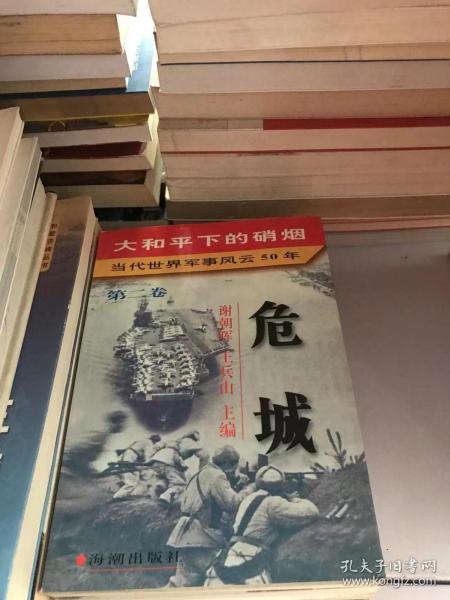 大和平下的硝烟
当代世界军事风云50年
第二卷
危城
谢朝晖 王兵山 主编
海潮出版社
孔夫子旧书网
www.kongfz.com